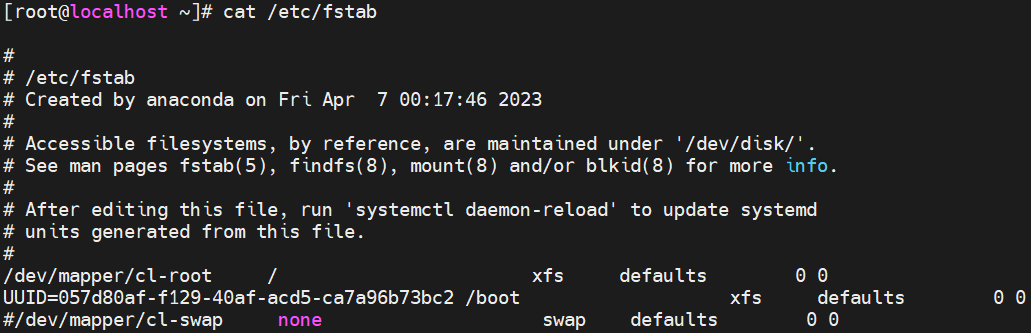 [root@localhost ~]# cat /etc/fstab
#
# /etc/fstab
# Created by anaconda on Fri Apr  7 00:17:46 2023
#
# Accessible filesystems, by reference, are maintained under '/dev/disk/'.
# See man pages fstab(5), findfs(8), mount(8) and/or blkid(8) for more info.
#
# After editing this file, run 'systemctl daemon-reload' to update systemd
# units generated from this file.
#
/dev/mapper/cl-root     /                       xfs     defaults        0 0
UUID=057d80af-f129-40af-acd5-ca7a96b73bc2 /boot                   xfs     defaults        0 0
#/dev/mapper/cl-swap     none                    swap    defaults        0 0